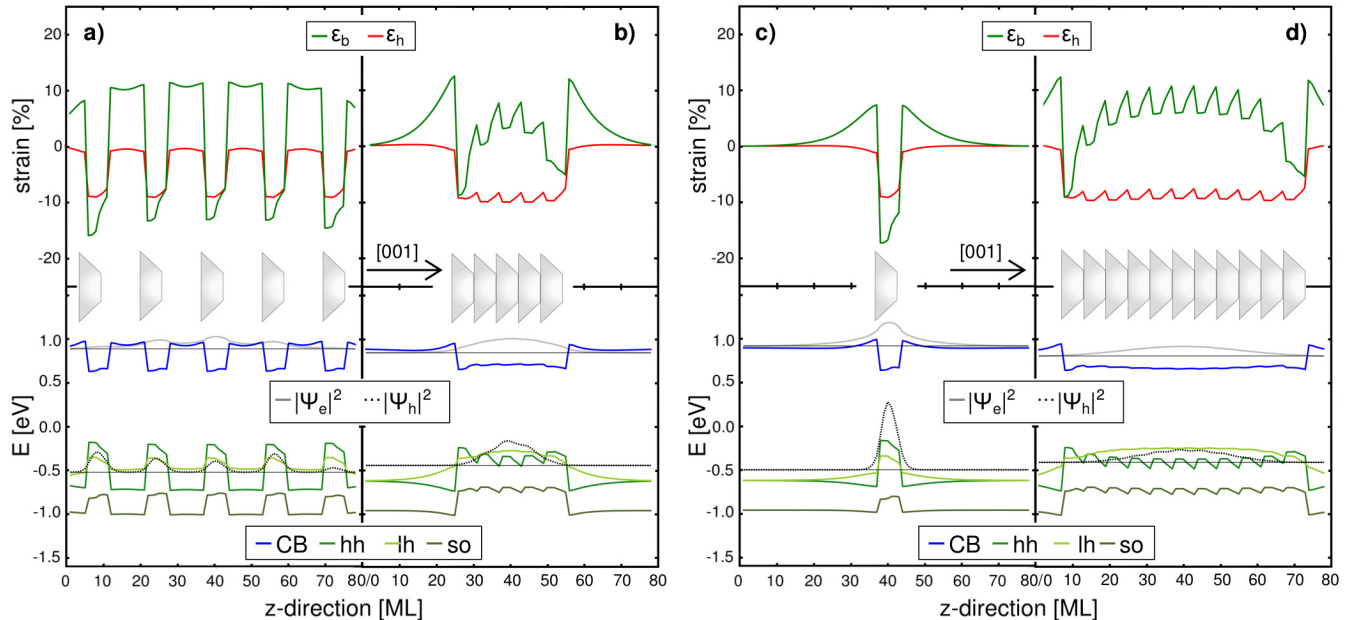 a) b) c) d)
ε_b ε_h ε_b ε_h
20 20
10 10
0 0
-10 -10
-20 -20
strain [%] strain [%]
[001] [001]
1.0 1.0
0.5 0.5
0.0 0.0
-0.5 -0.5
-1.0 -1.0
-1.5 -1.5
E [eV] E [eV]
|Ψ_e|² |Ψ_h|² |Ψ_e|² |Ψ_h|²
CB hh lh so CB hh lh so
0 10 20 30 40 50 60 70 80/0 10 20 30 40 50 60 70 80
0 10 20 30 40 50 60 70 80/0 10 20 30 40 50 60 70 80
z-direction [ML] z-direction [ML]